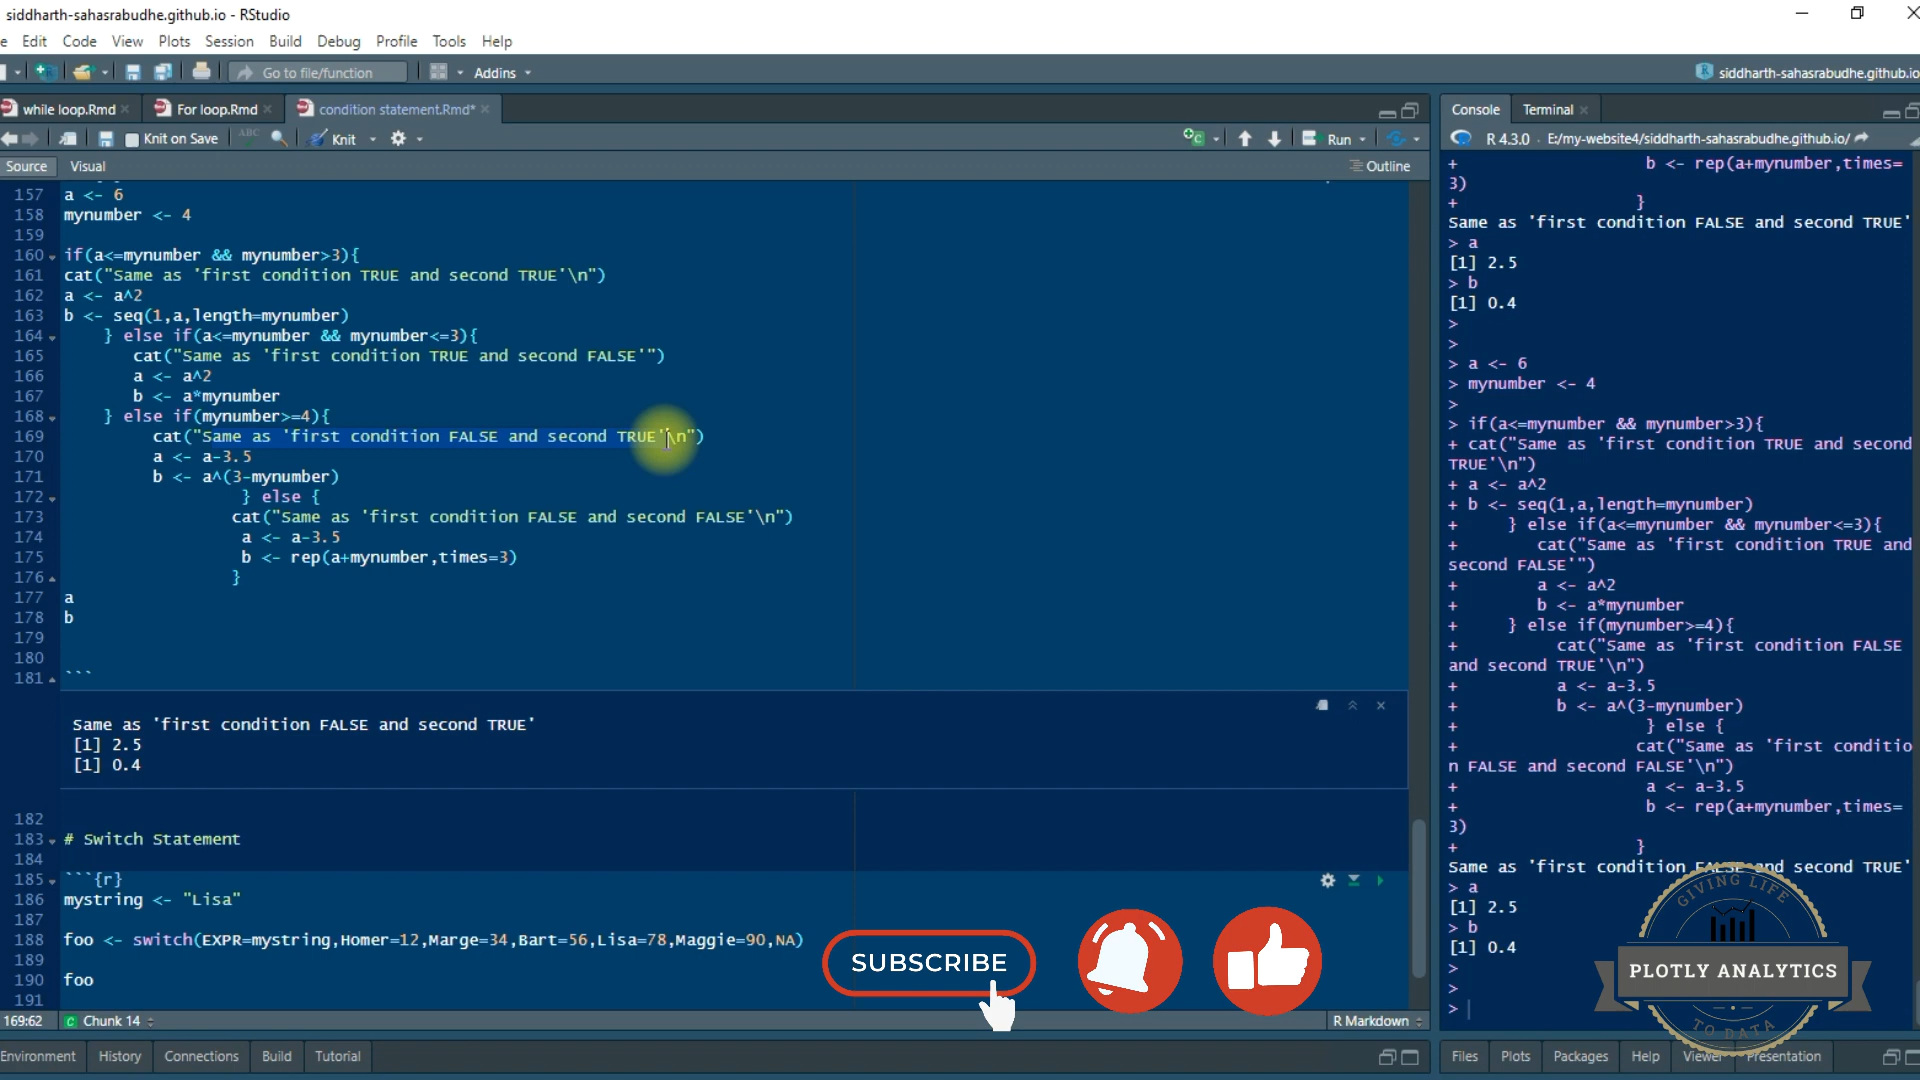 siddharth-sahasrabudhe.github.io - RStudio
e Edit Code View Plots Session Build Debug Profile Tools Help
Go to file/function Addins siddharth-sahasrabudhe.github.io
while loop.Rmd × For loop.Rmd × condition statement.Rmd* ×
Knit on Save ABC Knit Run
Source Visual Outline
157 a <- 6
158 mynumber <- 4
159
160 if(a<=mynumber && mynumber>3){
161 cat("Same as 'first condition TRUE and second TRUE'\n")
162 a <- a^2
163 b <- seq(1,a,length=mynumber)
164 } else if(a<=mynumber && mynumber<=3){
165 cat("Same as 'first condition TRUE and second FALSE'")
166 a <- a^2
167 b <- a*mynumber
168 } else if(mynumber>=4){
169 cat("Same as 'first condition FALSE and second TRUE'\n")
170 a <- a-3.5
171 b <- a^(3-mynumber)
172 } else {
173 cat("Same as 'first condition FALSE and second FALSE'\n")
174 a <- a-3.5
175 b <- rep(a+mynumber,times=3)
176 }
177 a
178 b
179
180
181 ```
Same as 'first condition FALSE and second TRUE'
[1] 2.5
[1] 0.4
182
183 # Switch Statement
184
185 ```{r}
186 mystring <- "Lisa"
187
188 foo <- switch(EXPR=mystring,Homer=12,Marge=34,Bart=56,Lisa=78,Maggie=90,NA)
189
190 foo
191
169:62 C Chunk 14 R Markdown
Environment History Connections Build Tutorial
SUBSCRIBE
Console Terminal ×
R 4.3.0 · E:/my-website4/siddharth-sahasrabudhe.github.io/
+ b <- rep(a+mynumber,times=
3)
+ }
Same as 'first condition FALSE and second TRUE'
> a
[1] 2.5
> b
[1] 0.4
>
>
> a <- 6
> mynumber <- 4
>
> if(a<=mynumber && mynumber>3){
+ cat("Same as 'first condition TRUE and second
TRUE'\n")
+ a <- a^2
+ b <- seq(1,a,length=mynumber)
+ } else if(a<=mynumber && mynumber<=3){
+ cat("Same as 'first condition TRUE and
second FALSE'")
+ a <- a^2
+ b <- a*mynumber
+ } else if(mynumber>=4){
+ cat("Same as 'first condition FALSE
and second TRUE'\n")
+ a <- a-3.5
+ b <- a^(3-mynumber)
+ } else {
+ cat("Same as 'first conditio
n FALSE and second FALSE'\n")
+ a <- a-3.5
+ b <- rep(a+mynumber,times=
3)
+ }
Same as 'first condition FALSE and second TRUE'
> a
[1] 2.5
> b
[1] 0.4
>
>
>
GIVING LIFE
PLOTLY ANALYTICS
TO DATA
Files Plots Packages Help Viewer Presentation